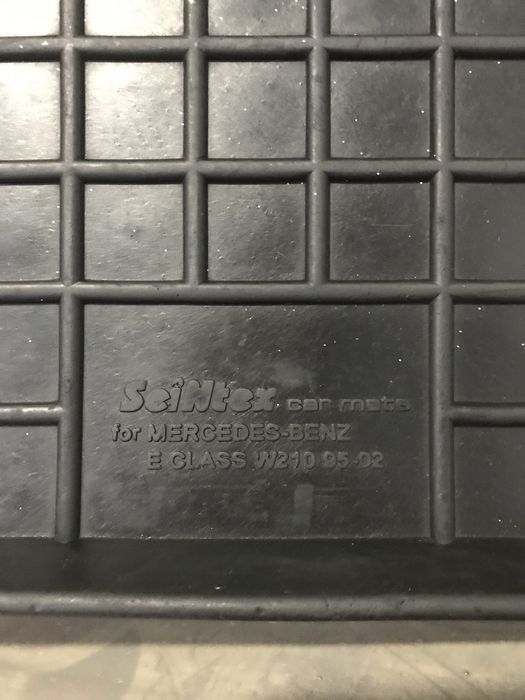 SeiNtex car mats
for MERCEDES-BENZ
E CLASS W210 95-02